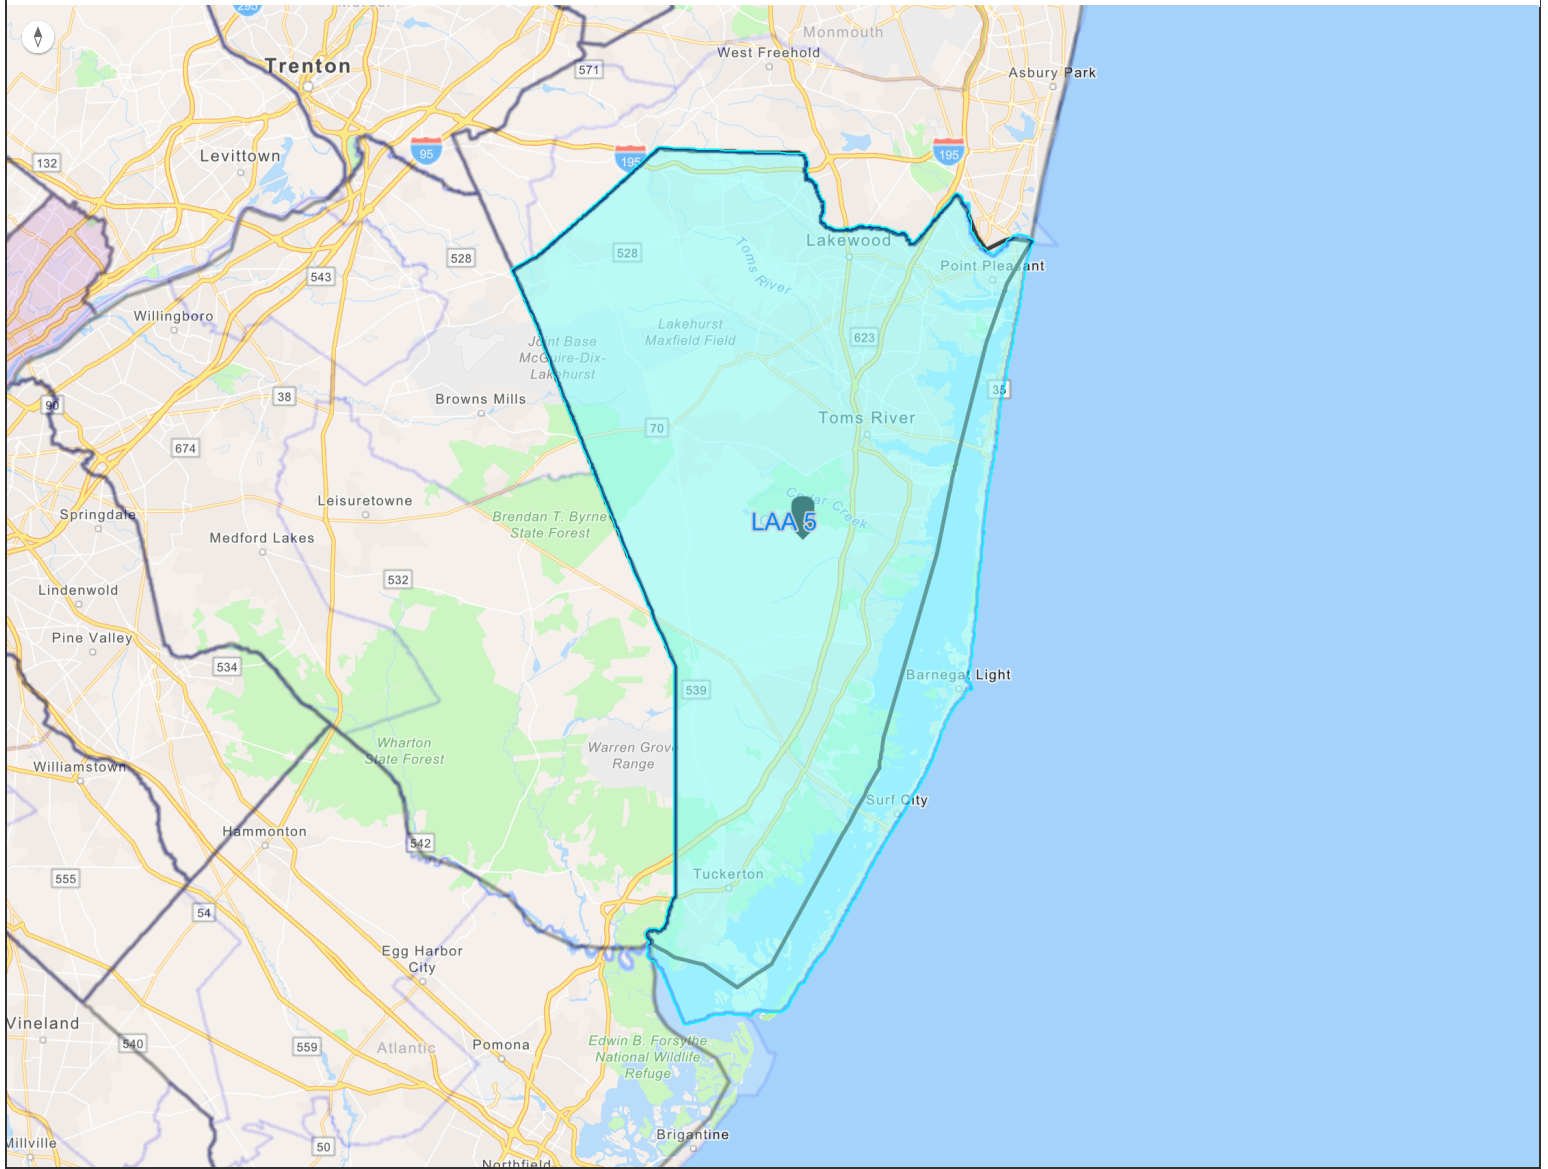 295
Monmouth
West Freehold
Trenton
571
Asbury Park
132
Levittown
95
195
195
528
528
Lakewood
Toms River
Point Pleasant
543
Willingboro
Lakehurst
Maxfield Field
623
Joint Base
McGuire-Dix-
Lakehurst
38
Browns Mills
35
90
70
Toms River
674
Leisuretowne
Cedar Creek
Springdale
Brendan T. Byrne
State Forest
LAA 5
Medford Lakes
532
Lindenwold
Pine Valley
534
Barnegat Light
539
Wharton
State Forest
Warren Grove
Range
Williamstown
Surf City
Hammonton
542
Tuckerton
555
54
Egg Harbor
City
Vineland
540
559
Atlantic
Pomona
Edwin B. Forsythe
National Wildlife
Refuge
Millville
50
Brigantine
Northfield